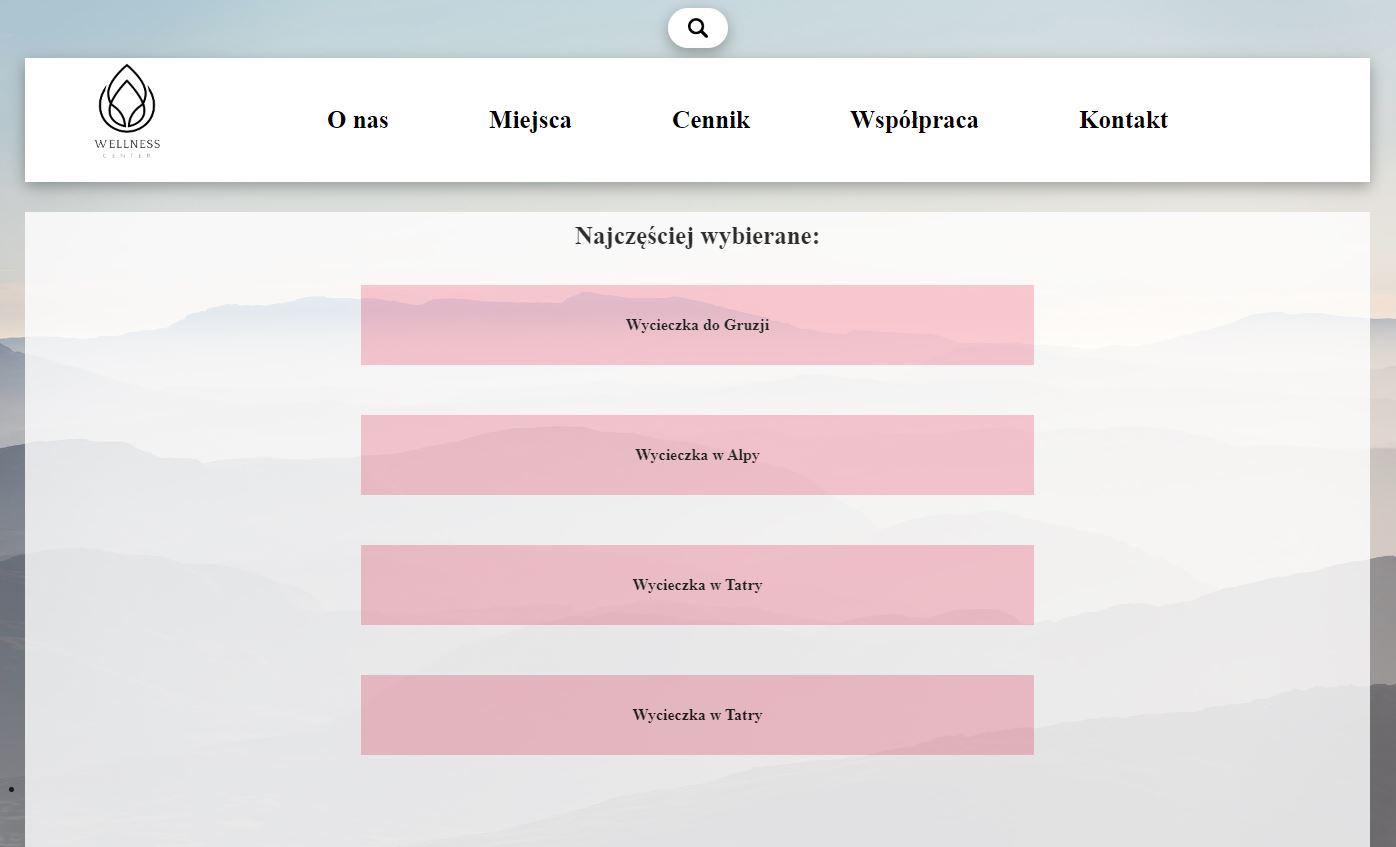 WELLNESS
CENTER
O nas Miejsca Cennik Współpraca Kontakt
Najczęściej wybierane:
Wycieczka do Gruzji
Wycieczka w Alpy
Wycieczka w Tatry
Wycieczka w Tatry